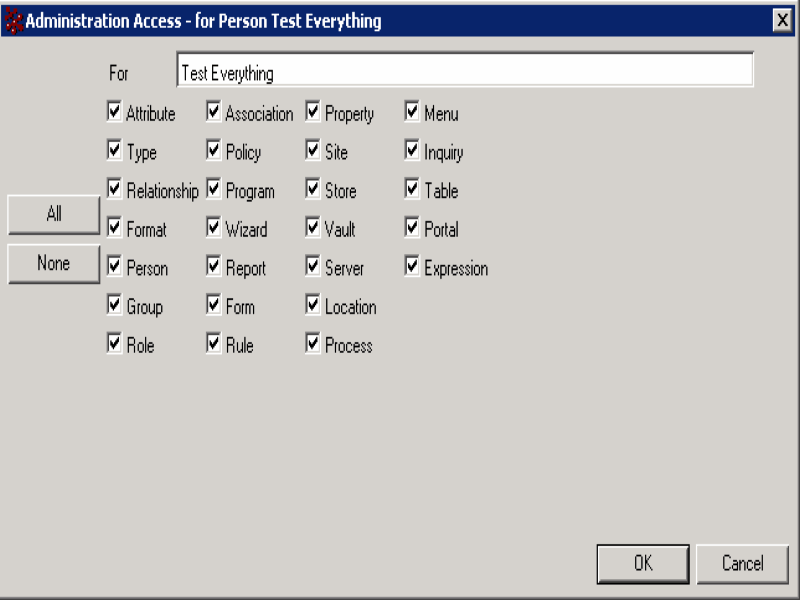 Administration Access - for Person Test Everything
For Test Everything
Attribute Association Property Menu
Type Policy Site Inquiry
Relationship Program Store Table
All
Format Wizard Vault Portal
None
Person Report Server Expression
Group Form Location
Role Rule Process
OK Cancel